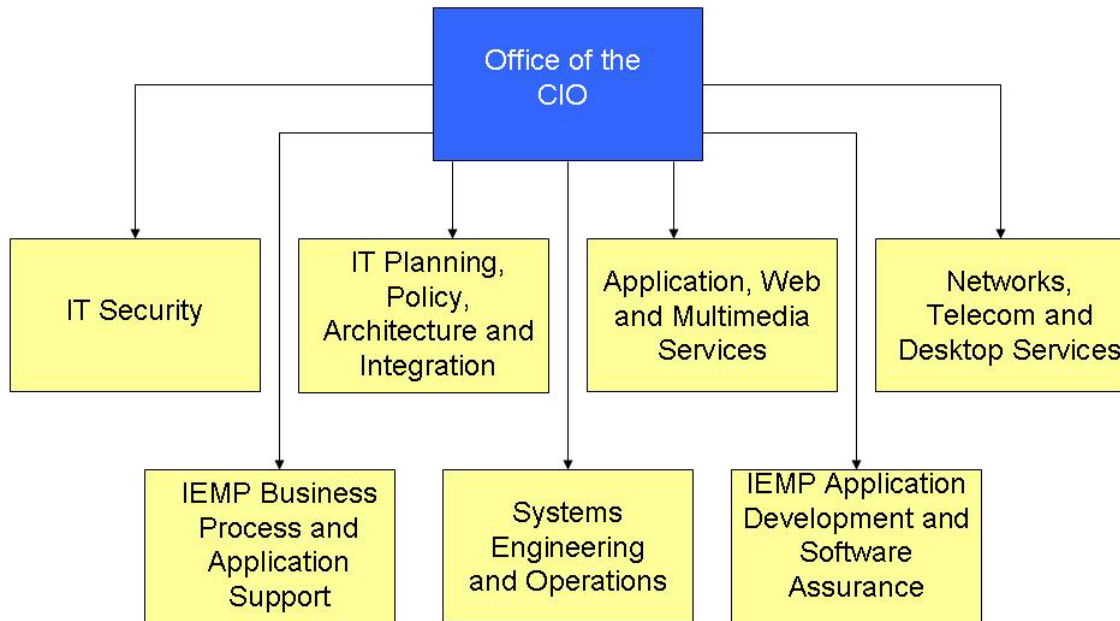 Office of the
CIO
IT Security
IT Planning,
Policy,
Architecture and
Integration
Application, Web
and Multimedia
Services
Networks,
Telecom and
Desktop Services
IEMP Business
Process and
Application
Support
Systems
Engineering
and Operations
IEMP Application
Development and
Software
Assurance